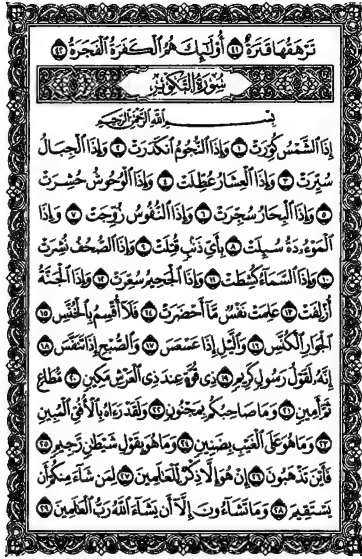 تَرْهَقُهَا قَتَرَةٌ ٤١ أُوْلَٰٓئِكَ هُمُ ٱلْكَفَرَةُ ٱلْفَجَرَةُ ٤٢
سُورَةُ التَّكْوِيرِ
بِسْمِ ٱللَّهِ ٱلرَّحْمَٰنِ ٱلرَّحِيمِ
إِذَا ٱلشَّمْسُ كُوِّرَتْ ١ وَإِذَا ٱلنُّجُومُ ٱنكَدَرَتْ ٢ وَإِذَا ٱلْجِبَالُ
سُيِّرَتْ ٣ وَإِذَا ٱلْعِشَارُ عُطِّلَتْ ٤ وَإِذَا ٱلْوُحُوشُ حُشِرَتْ
٥ وَإِذَا ٱلْبِحَارُ سُجِّرَتْ ٦ وَإِذَا ٱلنُّفُوسُ زُوِّجَتْ ٧ وَإِذَا
ٱلْمَوْءُۥدَةُ سُئِلَتْ ٨ بِأَىِّ ذَنۢبٍ قُتِلَتْ ٩ وَإِذَا ٱلصُّحُفُ نُشِرَتْ
١٠ وَإِذَا ٱلسَّمَآءُ كُشِطَتْ ١١ وَإِذَا ٱلْجَحِيمُ سُعِّرَتْ ١٢ وَإِذَا ٱلْجَنَّةُ
أُزْلِفَتْ ١٣ عَلِمَتْ نَفْسٌ مَّآ أَحْضَرَتْ ١٤ فَلَآ أُقْسِمُ بِٱلْخُنَّسِ ١٥
ٱلْجَوَارِ ٱلْكُنَّسِ ١٦ وَٱلَّيْلِ إِذَا عَسْعَسَ ١٧ وَٱلصُّبْحِ إِذَا تَنَفَّسَ ١٨
إِنَّهُۥ لَقَوْلُ رَسُولٍ كَرِيمٍ ١٩ ذِى قُوَّةٍ عِندَ ذِى ٱلْعَرْشِ مَكِينٍ ٢٠ مُّطَاعٍ
ثَمَّ أَمِينٍ ٢١ وَمَا صَاحِبُكُم بِمَجْنُونٍ ٢٢ وَلَقَدْ رَءَاهُ بِٱلْأُفُقِ ٱلْمُبِينِ
٢٣ وَمَا هُوَ عَلَى ٱلْغَيْبِ بِضَنِينٍ ٢٤ وَمَا هُوَ بِقَوْلِ شَيْطَٰنٍ رَّجِيمٍ ٢٥
فَأَيْنَ تَذْهَبُونَ ٢٦ إِنْ هُوَ إِلَّا ذِكْرٌ لِّلْعَٰلَمِينَ ٢٧ لِمَن شَآءَ مِنكُمْ أَن
يَسْتَقِيمَ ٢٨ وَمَا تَشَآءُونَ إِلَّآ أَن يَشَآءَ ٱللَّهُ رَبُّ ٱلْعَٰلَمِينَ ٢٩